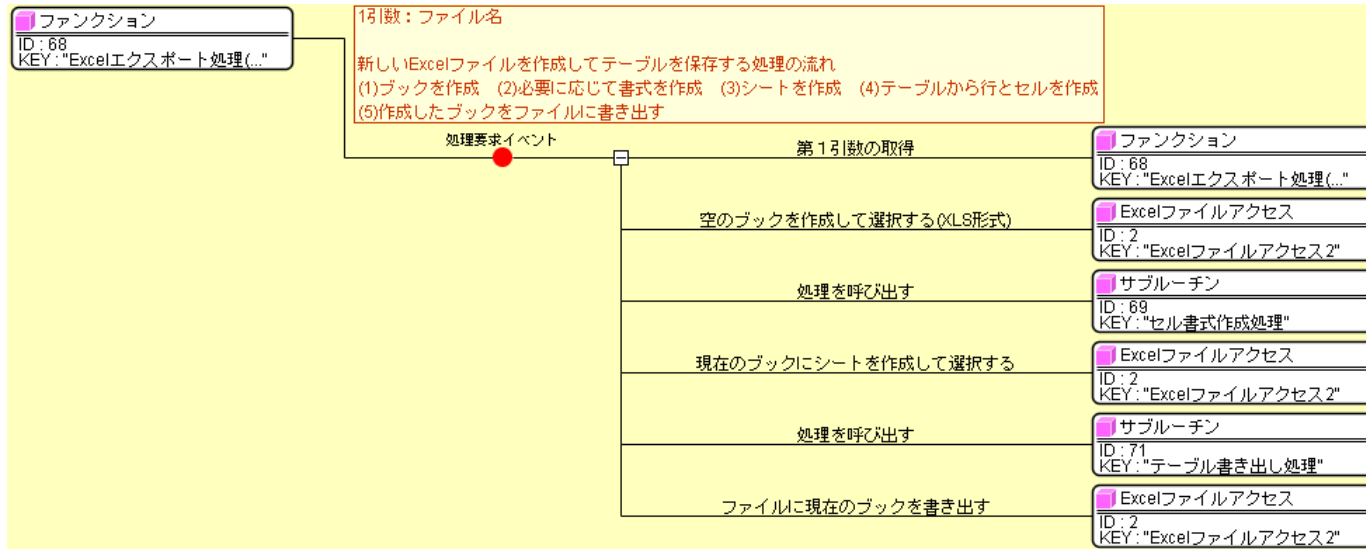 ファンクション
ID : 68
KEY : "Excelエクスポート処理(..."
1引数：ファイル名
新しいExcelファイルを作成してテーブルを保存する処理の流れ
(1)ブックを作成　(2)必要に応じて書式を作成　(3)シートを作成　(4)テーブルから行とセルを作成
(5)作成したブックをファイルに書き出す
処理要求イベント
第１引数の取得
ファンクション
ID : 68
KEY : "Excelエクスポート処理(..."
空のブックを作成して選択する(XLS形式)
Excelファイルアクセス
ID : 2
KEY : "Excelファイルアクセス2"
処理を呼び出す
サブルーチン
ID : 69
KEY : "セル書式作成処理"
現在のブックにシートを作成して選択する
Excelファイルアクセス
ID : 2
KEY : "Excelファイルアクセス2"
処理を呼び出す
サブルーチン
ID : 71
KEY : "テーブル書き出し処理"
ファイルに現在のブックを書き出す
Excelファイルアクセス
ID : 2
KEY : "Excelファイルアクセス2"